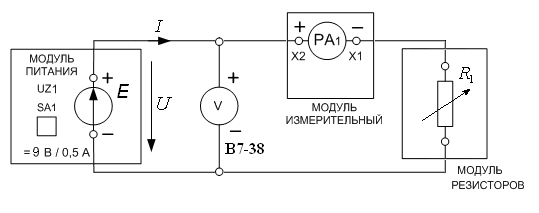 МОДУЛЬ
ПИТАНИЯ
UZ1
SA1
E
+
−
= 9 В / 0,5 А
I
U
+
V
−
В7-38
+
PA1
−
X2
X1
МОДУЛЬ
ИЗМЕРИТЕЛЬНЫЙ
R1
МОДУЛЬ
РЕЗИСТОРОВ